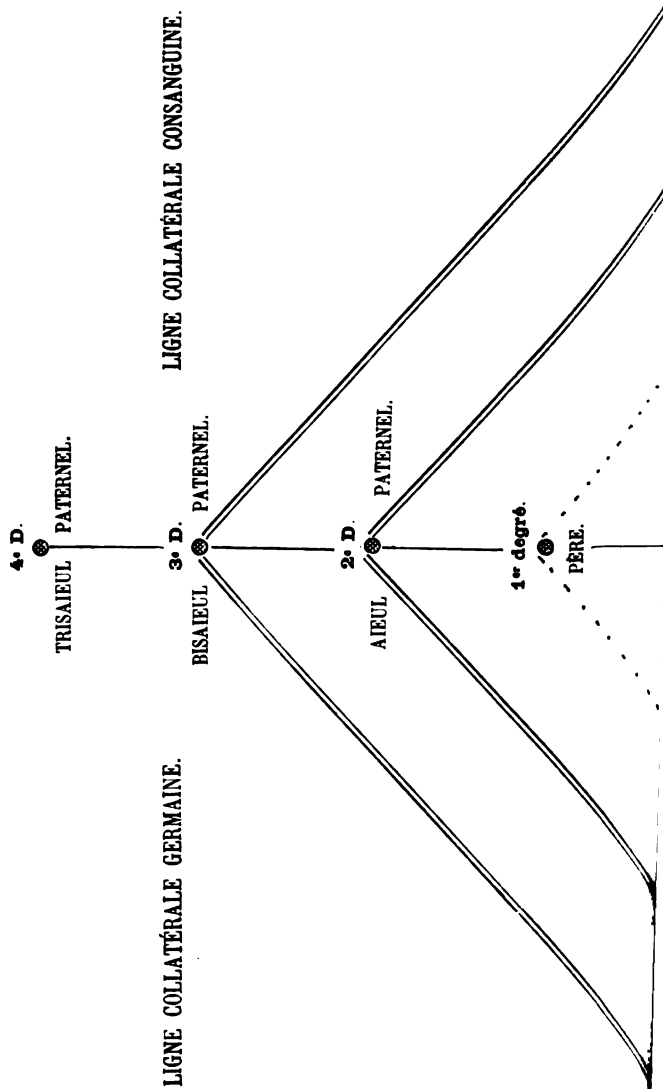 4e D.
TRISAIEUL PATERNEL.
LIGNE COLLATÉRALE GERMAINE.
LIGNE COLLATÉRALE CONSANGUINE.
3e D.
BISAIEUL PATERNEL.
2e D.
AIEUL PATERNEL.
1er degré.
PÈRE.